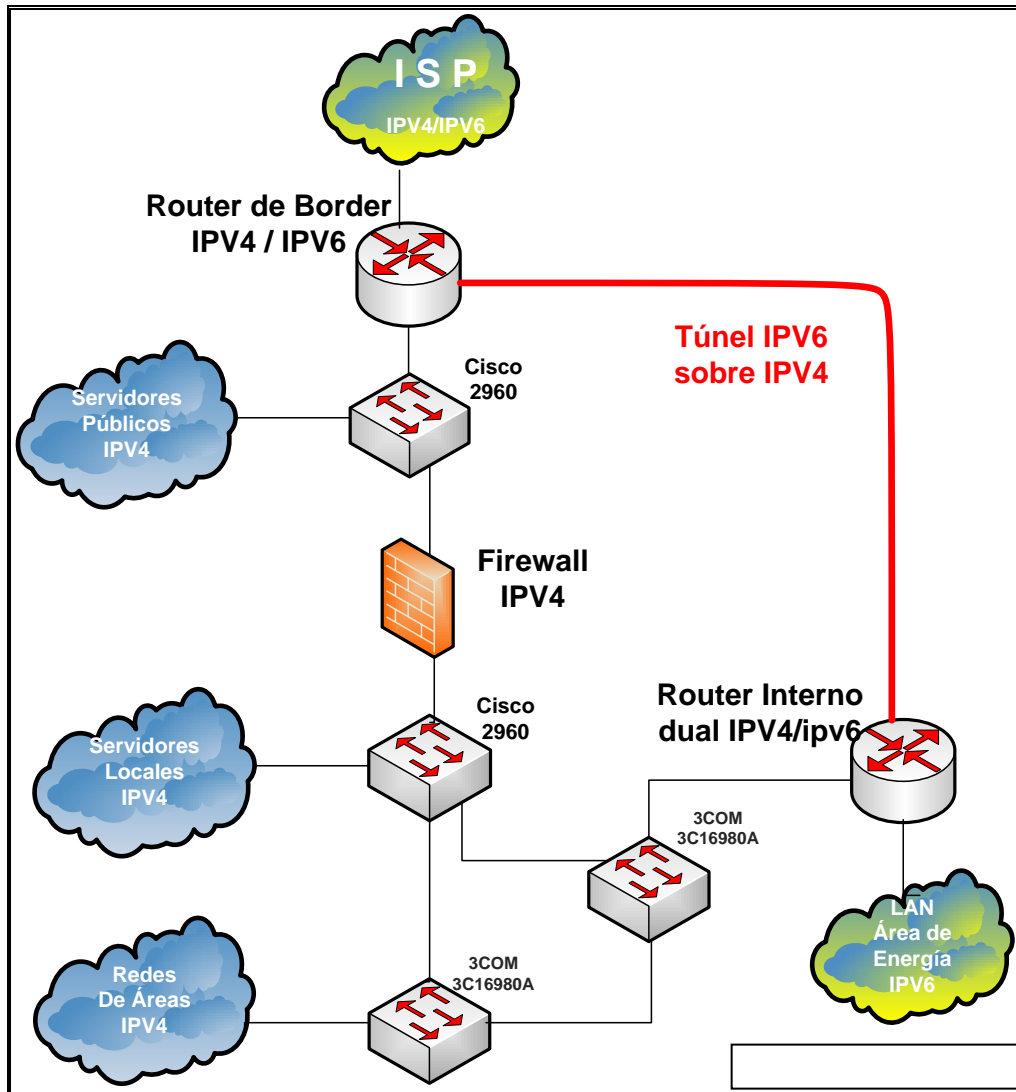 I S P
IPV4/IPV6
Router de Border
IPV4 / IPV6
Túnel IPV6
sobre IPV4
Cisco
2960
Servidores
Públicos
IPV4
Firewall
IPV4
Router Interno
dual IPV4/ipv6
Cisco
2960
Servidores
Locales
IPV4
3COM
3C16980A
LAN
Área de
Energía
IPV6
3COM
3C16980A
Redes
De Áreas
IPV4